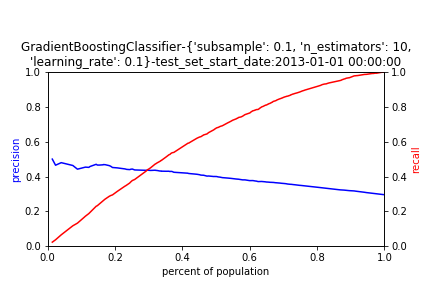 GradientBoostingClassifier-{'subsample': 0.1, 'n_estimators': 10,
'learning_rate': 0.1}-test_set_start_date:2013-01-01 00:00:00
1.0
0.8
0.6
0.4
0.2
0.0
precision
1.0
0.8
0.6
0.4
0.2
0.0
recall
0.0 0.2 0.4 0.6 0.8 1.0
percent of population